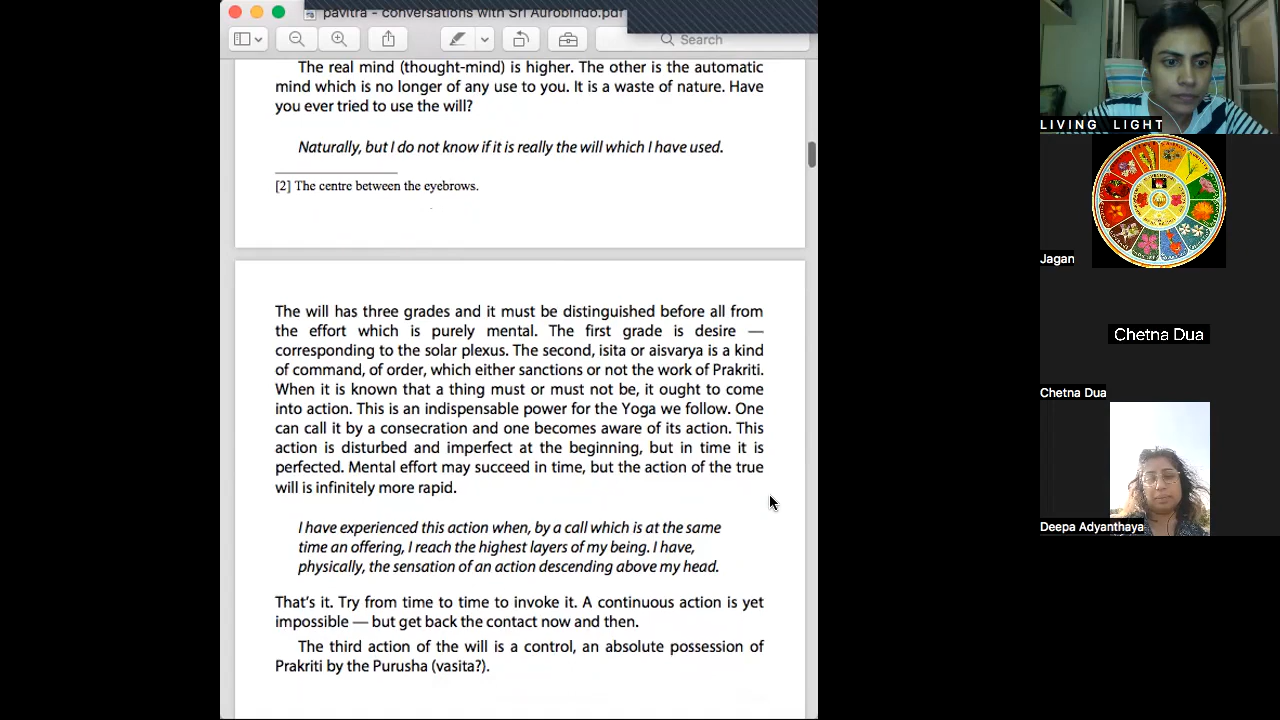 pavitra - conversations with Sri Aurobindo.pdf
Search
The real mind (thought-mind) is higher. The other is the automatic
mind which is no longer of any use to you. It is a waste of nature. Have
you ever tried to use the will?
Naturally, but I do not know if it is really the will which I have used.
[2] The centre between the eyebrows.
The will has three grades and it must be distinguished before all from
the effort which is purely mental. The first grade is desire —
corresponding to the solar plexus. The second, isita or aisvarya is a kind
of command, of order, which either sanctions or not the work of Prakriti.
When it is known that a thing must or must not be, it ought to come
into action. This is an indispensable power for the Yoga we follow. One
can call it by a consecration and one becomes aware of its action. This
action is disturbed and imperfect at the beginning, but in time it is
perfected. Mental effort may succeed in time, but the action of the true
will is infinitely more rapid.
I have experienced this action when, by a call which is at the same
time an offering, I reach the highest layers of my being. I have,
physically, the sensation of an action descending above my head.
That's it. Try from time to time to invoke it. A continuous action is yet
impossible — but get back the contact now and then.
The third action of the will is a control, an absolute possession of
Prakriti by the Purusha (vasita?).
LIVING LIGHT
Jagan
Chetna Dua
Chetna Dua
Deepa Adyanthaya